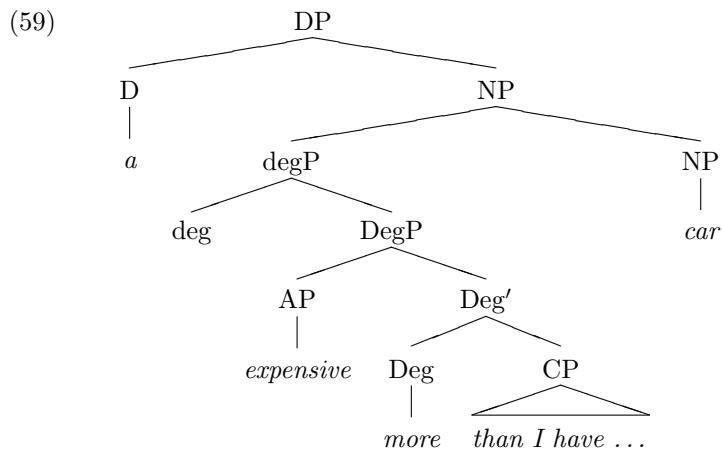 (59) DP
D NP
a degP NP
deg DegP car
AP Deg′
expensive Deg CP
more than I have ...